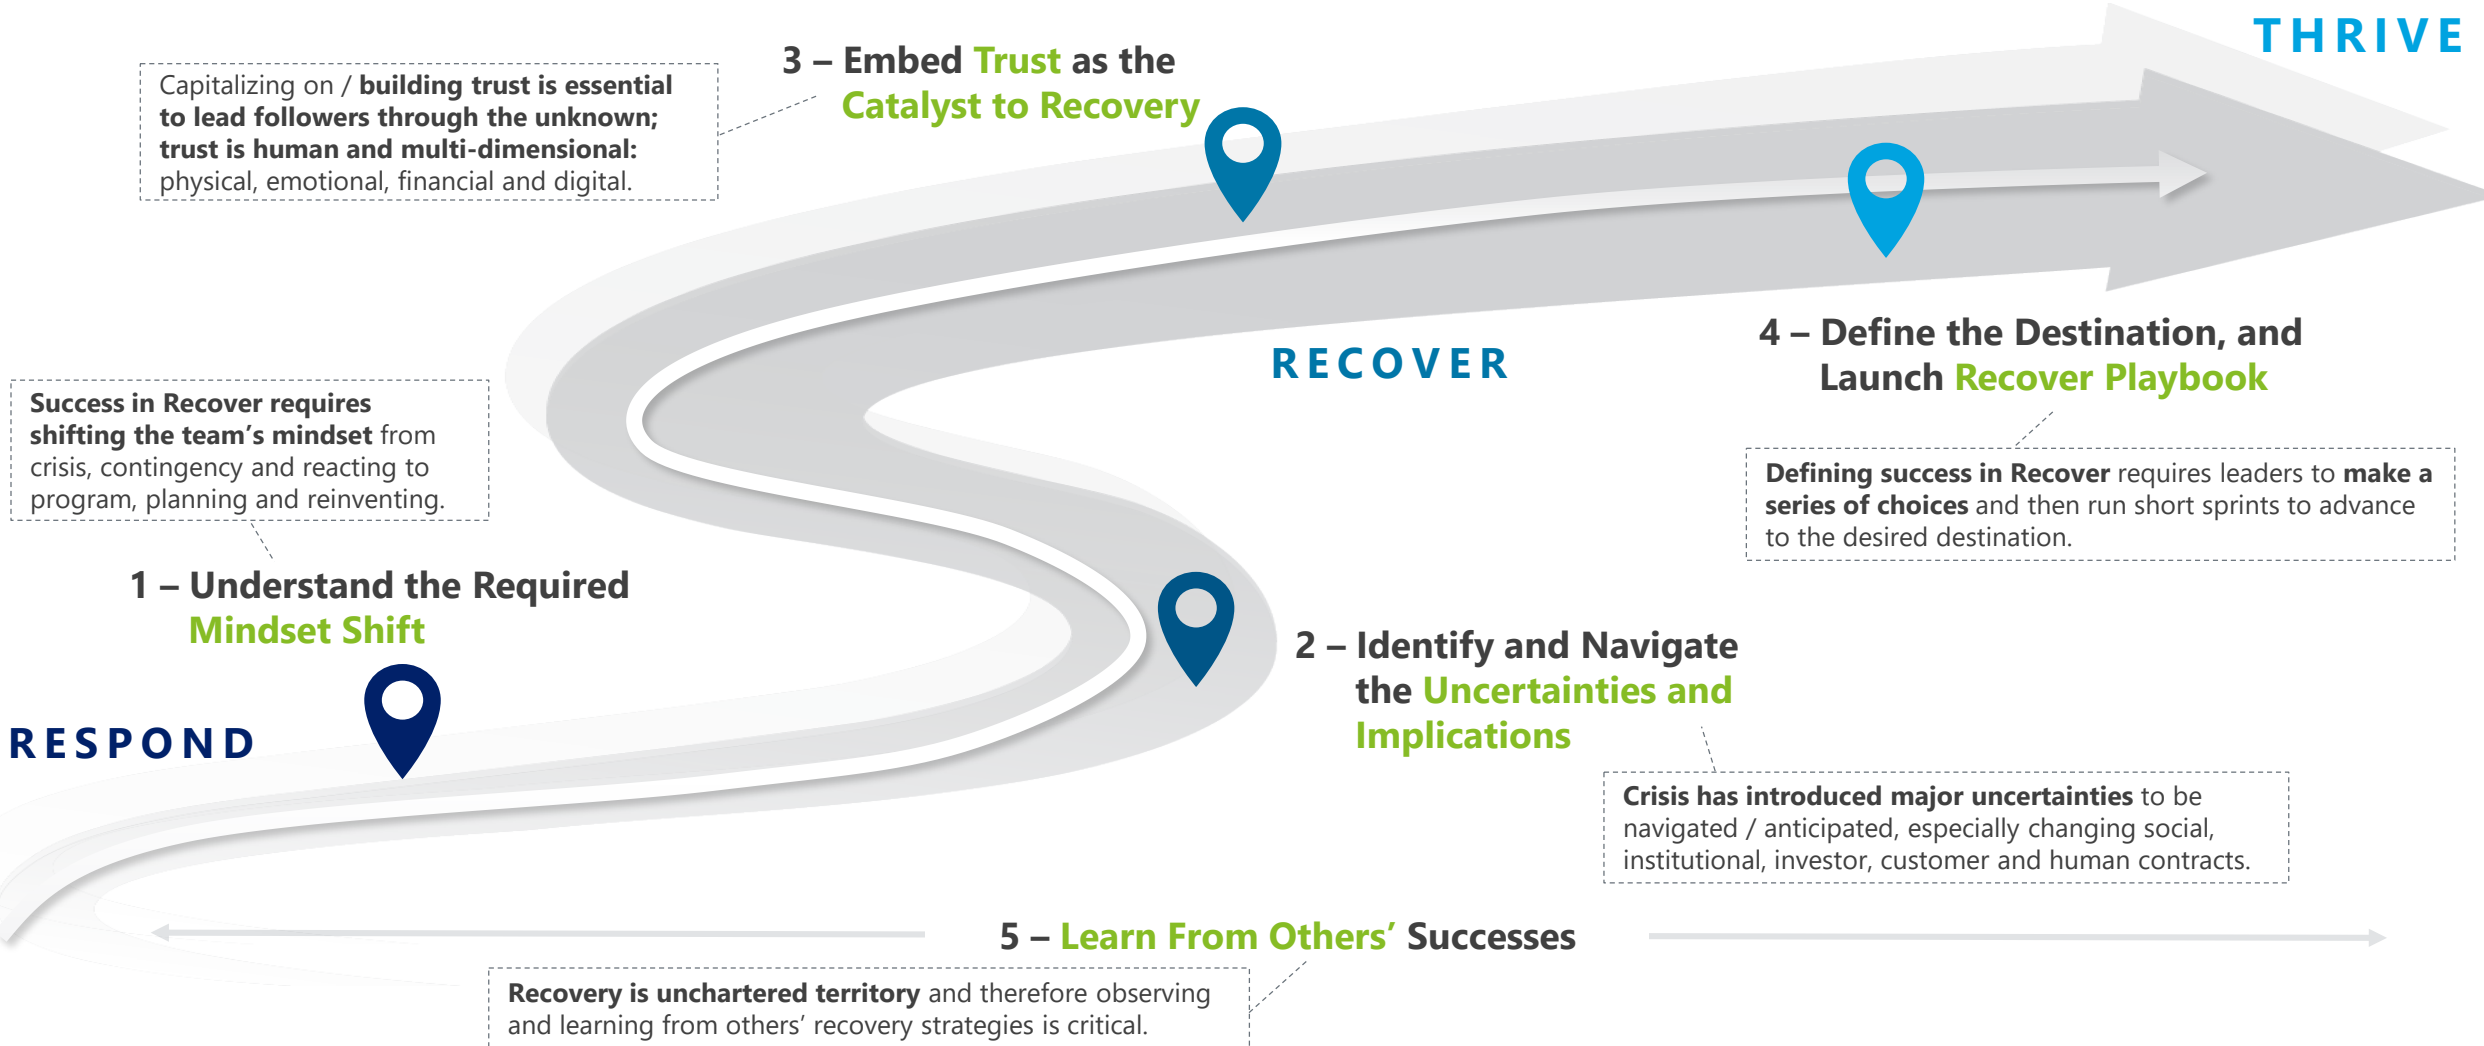 THRIVE
3 – Embed Trust as the
Catalyst to Recovery
Capitalizing on / building trust is essential
to lead followers through the unknown;
trust is human and multi-dimensional:
physical, emotional, financial and digital.
RECOVER
4 – Define the Destination, and
Launch Recover Playbook
Defining success in Recover requires leaders to make a
series of choices and then run short sprints to advance
to the desired destination.
Success in Recover requires
shifting the team’s mindset from
crisis, contingency and reacting to
program, planning and reinventing.
1 – Understand the Required
Mindset Shift
RESPOND
2 – Identify and Navigate
the Uncertainties and
Implications
Crisis has introduced major uncertainties to be
navigated / anticipated, especially changing social,
institutional, investor, customer and human contracts.
5 – Learn From Others’ Successes
Recovery is unchartered territory and therefore observing
and learning from others’ recovery strategies is critical.